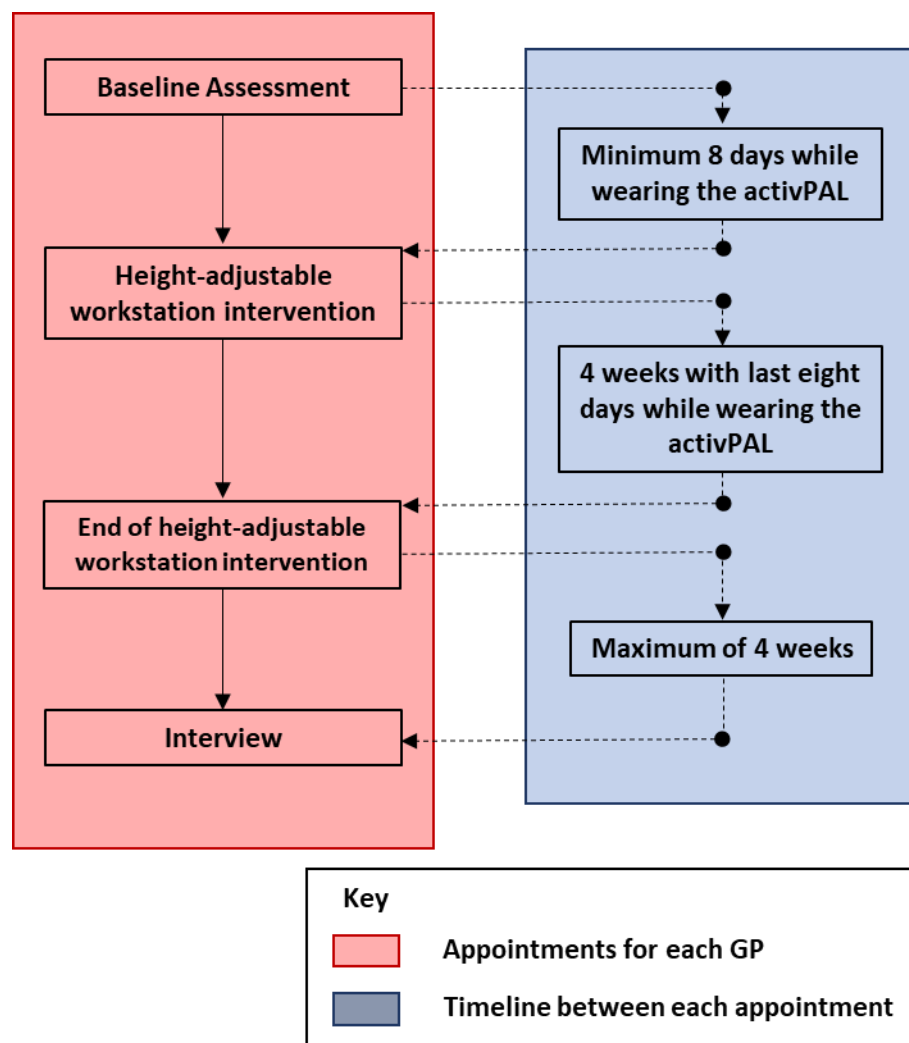 Baseline Assessment
Minimum 8 days while
wearing the activPAL
Height-adjustable
workstation intervention
4 weeks with last eight
days while wearing the
activPAL
End of height-adjustable
workstation intervention
Maximum of 4 weeks
Interview
Key
Appointments for each GP
Timeline between each appointment